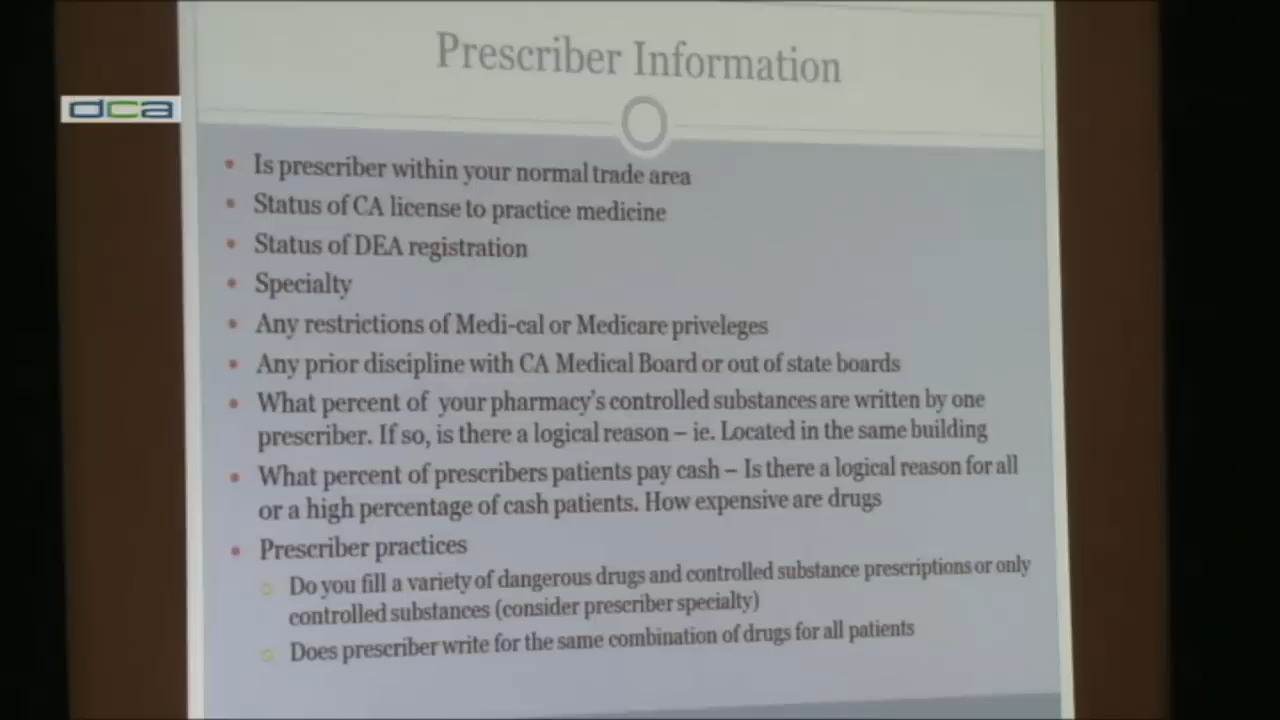 Prescriber Information
dca
• Is prescriber within your normal trade area
• Status of CA license to practice medicine
• Status of DEA registration
• Specialty
• Any restrictions of Medi-cal or Medicare priveleges
• Any prior discipline with CA Medical Board or out of state boards
• What percent of your pharmacy's controlled substances are written by one
prescriber. If so, is there a logical reason – ie. Located in the same building
• What percent of prescribers patients pay cash – Is there a logical reason for all
or a high percentage of cash patients. How expensive are drugs
• Prescriber practices
○ Do you fill a variety of dangerous drugs and controlled substance prescriptions or only
controlled substances (consider prescriber specialty)
○ Does prescriber write for the same combination of drugs for all patients